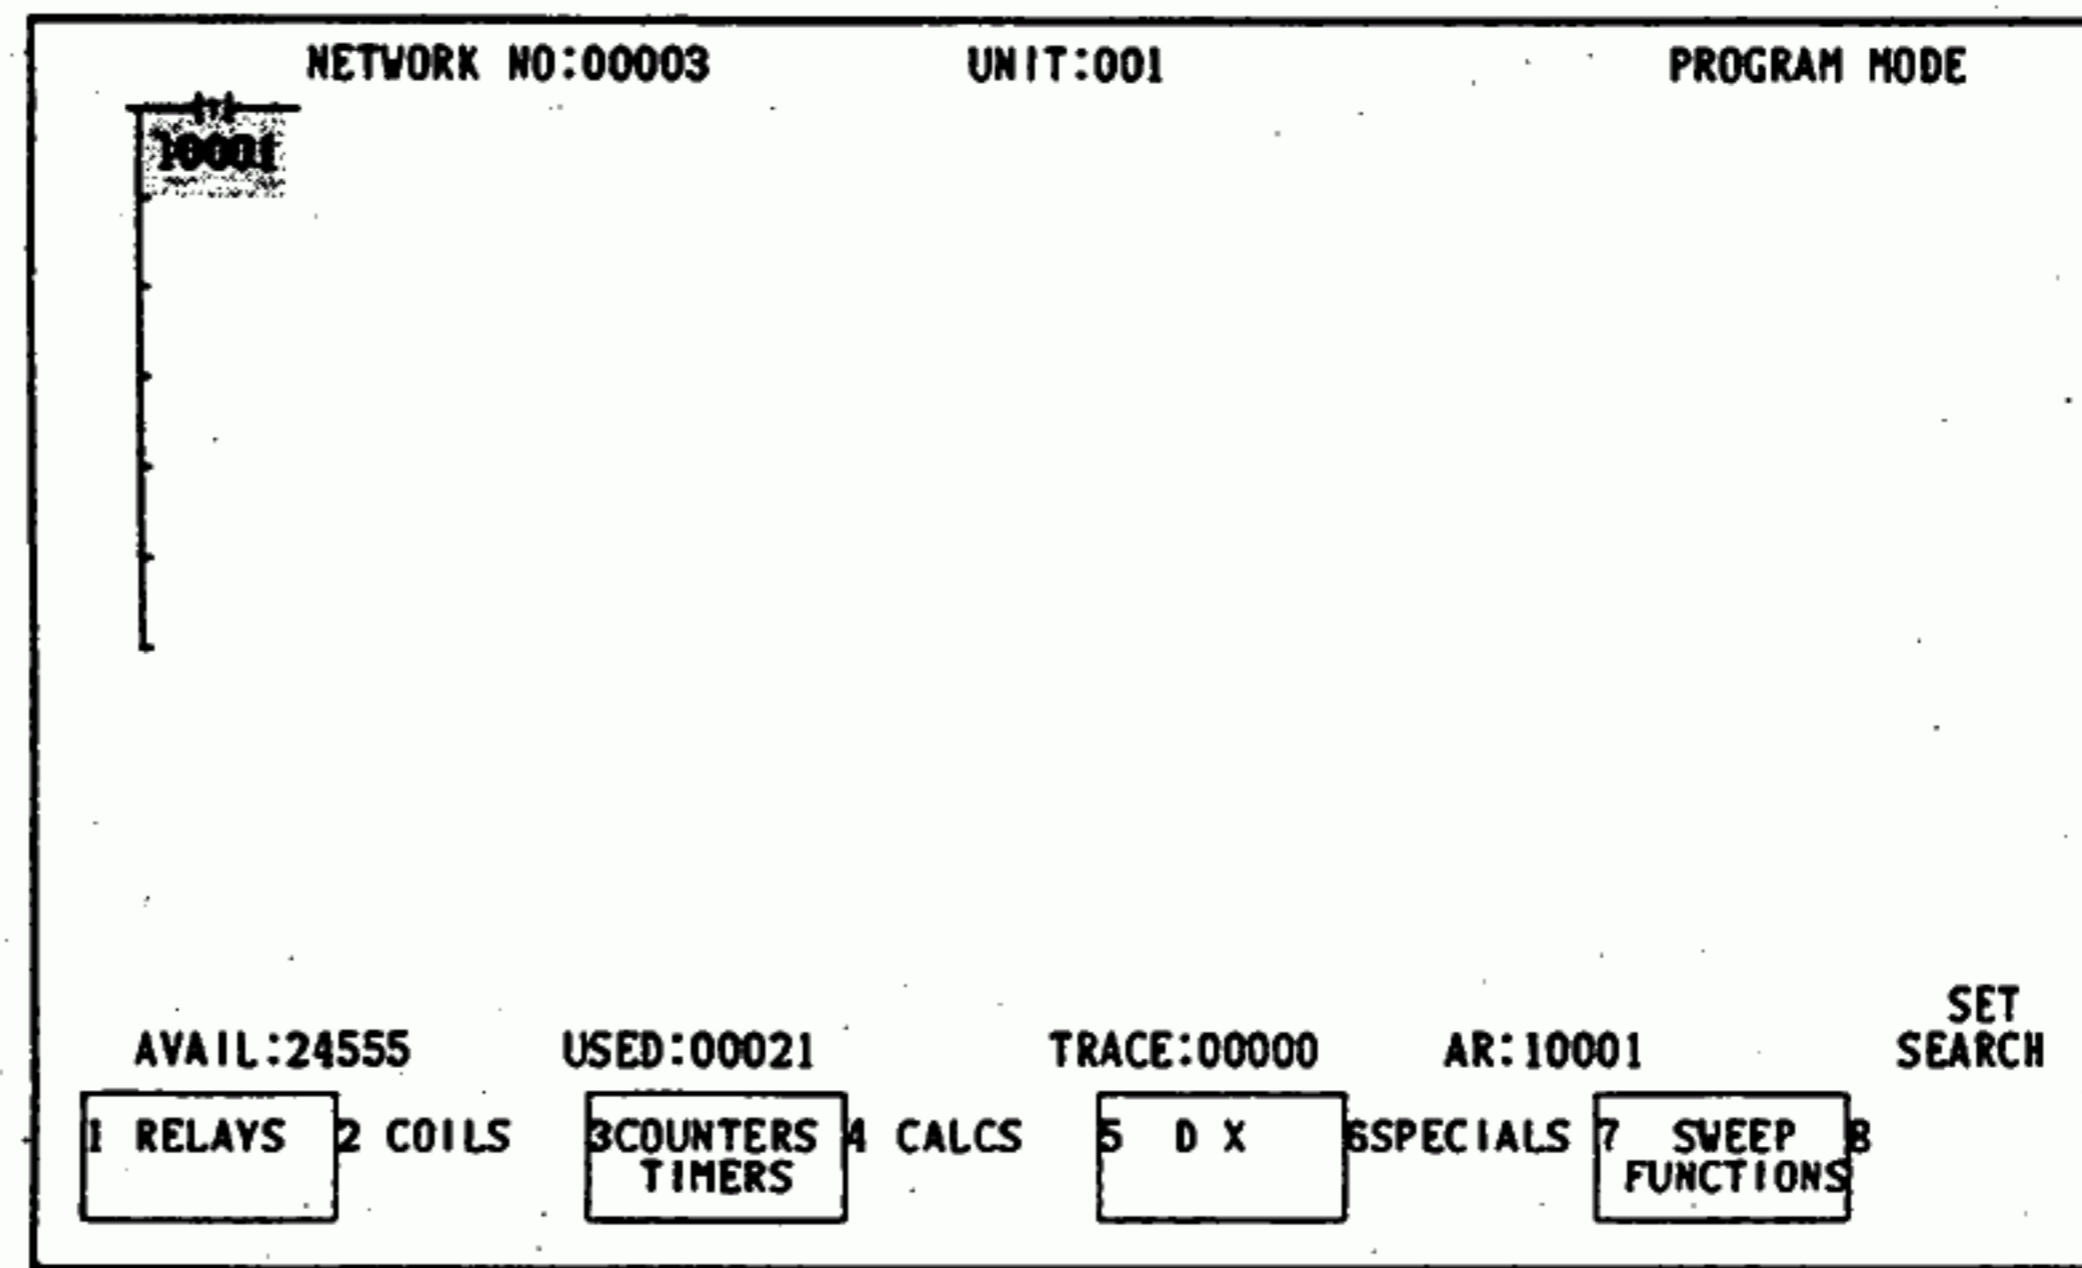 NETWORK NO:00003 UNIT:001 PROGRAM MODE
10001
SET
AVAIL:24555 USED:00021 TRACE:00000 AR:10001 SEARCH
1 RELAYS 2 COILS 3COUNTERS 4 CALCS 5 D X 6SPECIALS 7 SWEEP 8
TIMERS FUNCTIONS